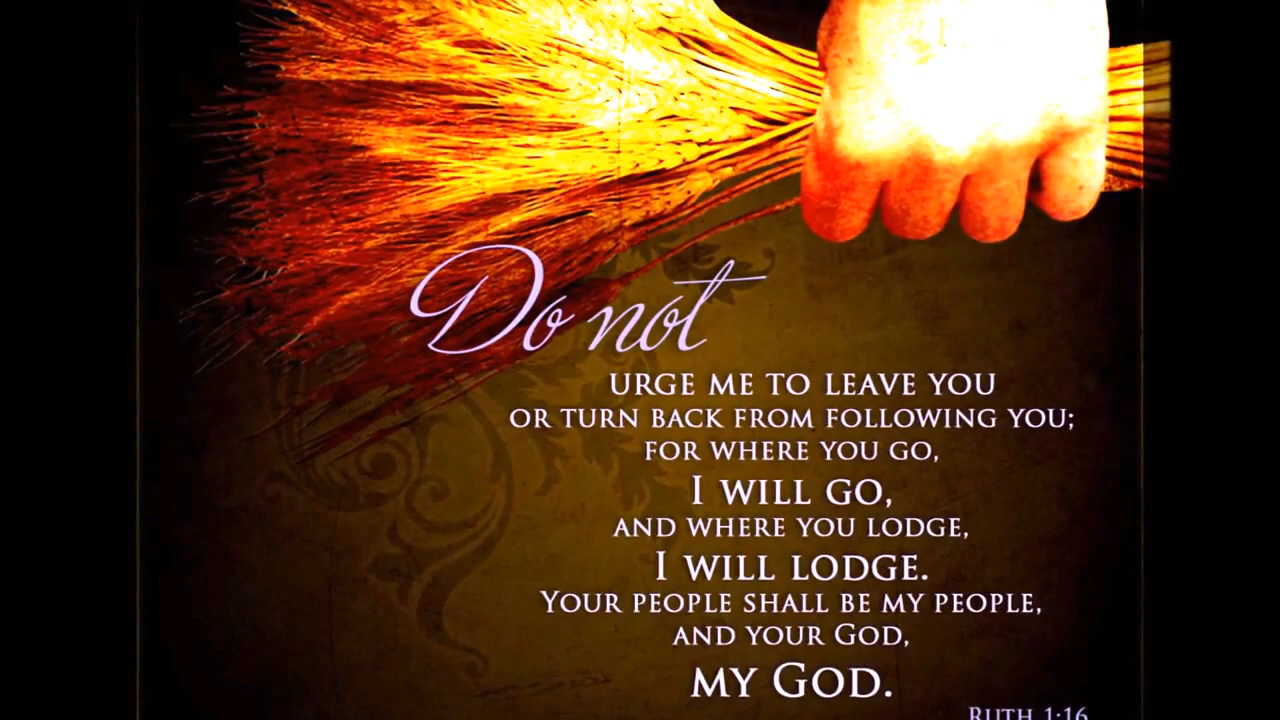 Do not
URGE ME TO LEAVE YOU
OR TURN BACK FROM FOLLOWING YOU;
FOR WHERE YOU GO,
I WILL GO,
AND WHERE YOU LODGE,
I WILL LODGE.
YOUR PEOPLE SHALL BE MY PEOPLE,
AND YOUR GOD,
MY GOD.
RUTH 1:16